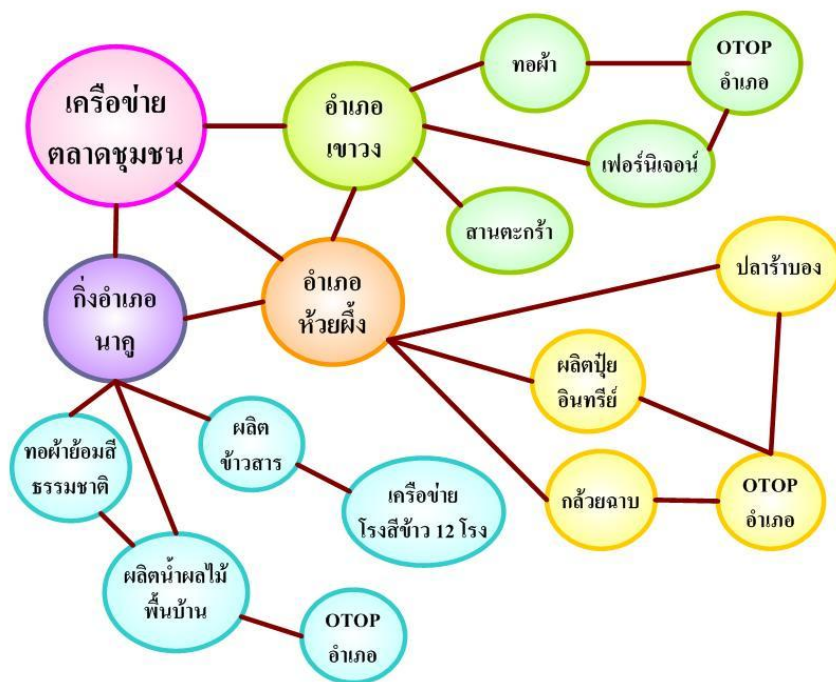 เครือข่าย
ตลาดชุมชน
อำเภอ
เขาวง
ทอผ้า
OTOP
อำเภอ
เฟอร์นิเจอน์
สานตะกร้า
กิ่งอำเภอ
นาคู
อำเภอ
ห้วยผึ้ง
ปลาร้าบอง
ผลิตปุ๋ย
อินทรีย์
กล้วยฉาบ
OTOP
อำเภอ
ทอผ้าย้อมสี
ธรรมชาติ
ผลิต
ข้าวสาร
เครือข่าย
โรงสีข้าว 12 โรง
ผลิตน้ำผลไม้
พื้นบ้าน
OTOP
อำเภอ